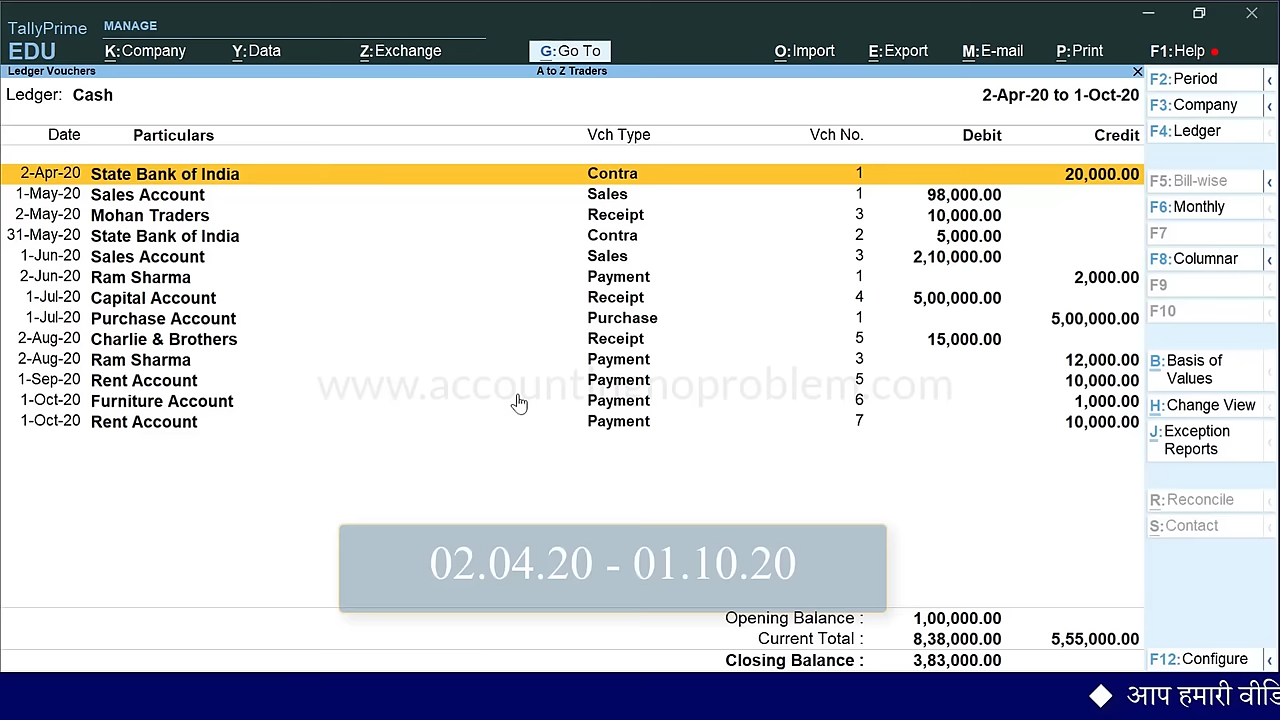 TallyPrime MANAGE
EDU K:Company Y:Data Z:Exchange G:Go To O:Import E:Export M:E-mail P:Print F1:Help
Ledger Vouchers A to Z Traders
Ledger: Cash 2-Apr-20 to 1-Oct-20
Date Particulars Vch Type Vch No. Debit Credit
2-Apr-20 State Bank of India Contra 1 20,000.00
1-May-20 Sales Account Sales 1 98,000.00
2-May-20 Mohan Traders Receipt 3 10,000.00
31-May-20 State Bank of India Contra 2 5,000.00
1-Jun-20 Sales Account Sales 3 2,10,000.00
2-Jun-20 Ram Sharma Payment 1 2,000.00
1-Jul-20 Capital Account Receipt 4 5,00,000.00
1-Jul-20 Purchase Account Purchase 1 5,00,000.00
2-Aug-20 Charlie & Brothers Receipt 5 15,000.00
2-Aug-20 Ram Sharma Payment 3 12,000.00
1-Sep-20 Rent Account Payment 5 10,000.00
1-Oct-20 Furniture Account Payment 6 1,000.00
1-Oct-20 Rent Account Payment 7 10,000.00
02.04.20 - 01.10.20
Opening Balance : 1,00,000.00
Current Total : 8,38,000.00 5,55,000.00
Closing Balance : 3,83,000.00
F2:Period
F3:Company
F4:Ledger
F5:Bill-wise
F6:Monthly
F7
F8:Columnar
F9
F10
B:Basis of
Values
H:Change View
J:Exception
Reports
R:Reconcile
S:Contact
F12:Configure
आप हमारी